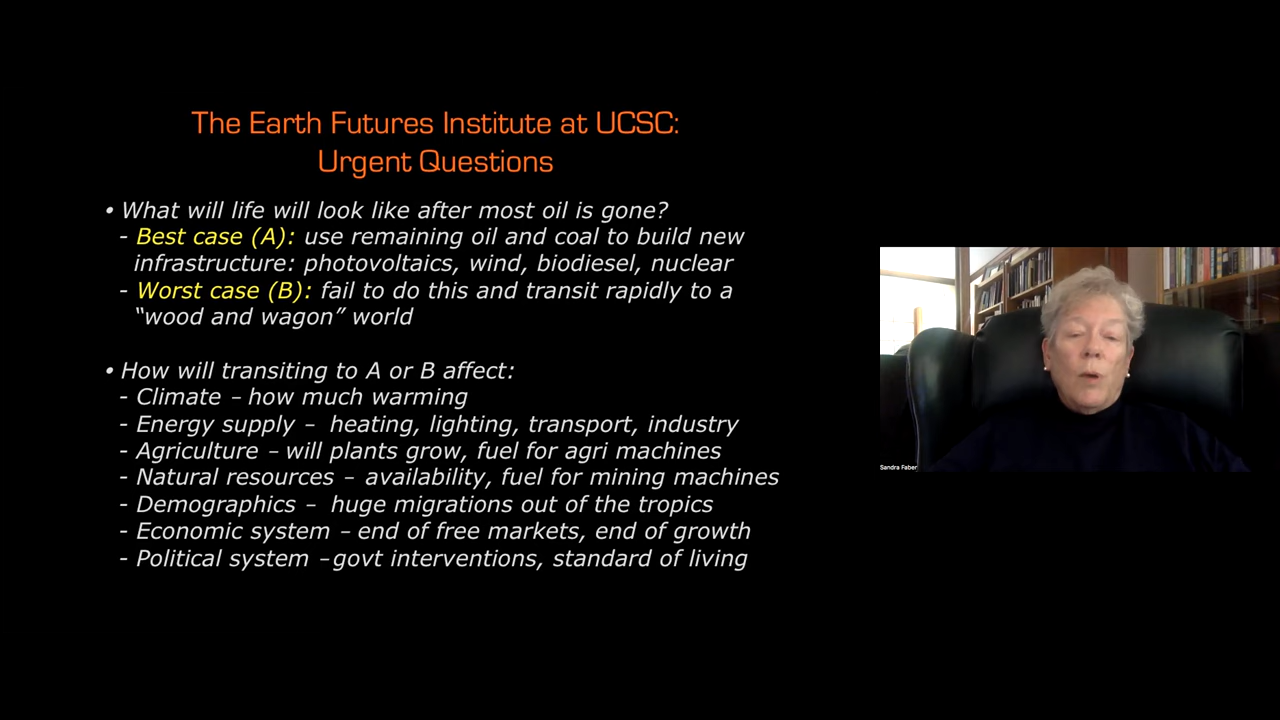 The Earth Futures Institute at UCSC:
Urgent Questions
• What will life will look like after most oil is gone?
- Best case (A): use remaining oil and coal to build new
infrastructure: photovoltaics, wind, biodiesel, nuclear
- Worst case (B): fail to do this and transit rapidly to a
“wood and wagon” world
• How will transiting to A or B affect:
- Climate – how much warming
- Energy supply – heating, lighting, transport, industry
- Agriculture – will plants grow, fuel for agri machines
- Natural resources – availability, fuel for mining machines
- Demographics – huge migrations out of the tropics
- Economic system – end of free markets, end of growth
- Political system –govt interventions, standard of living
Sandra Faber